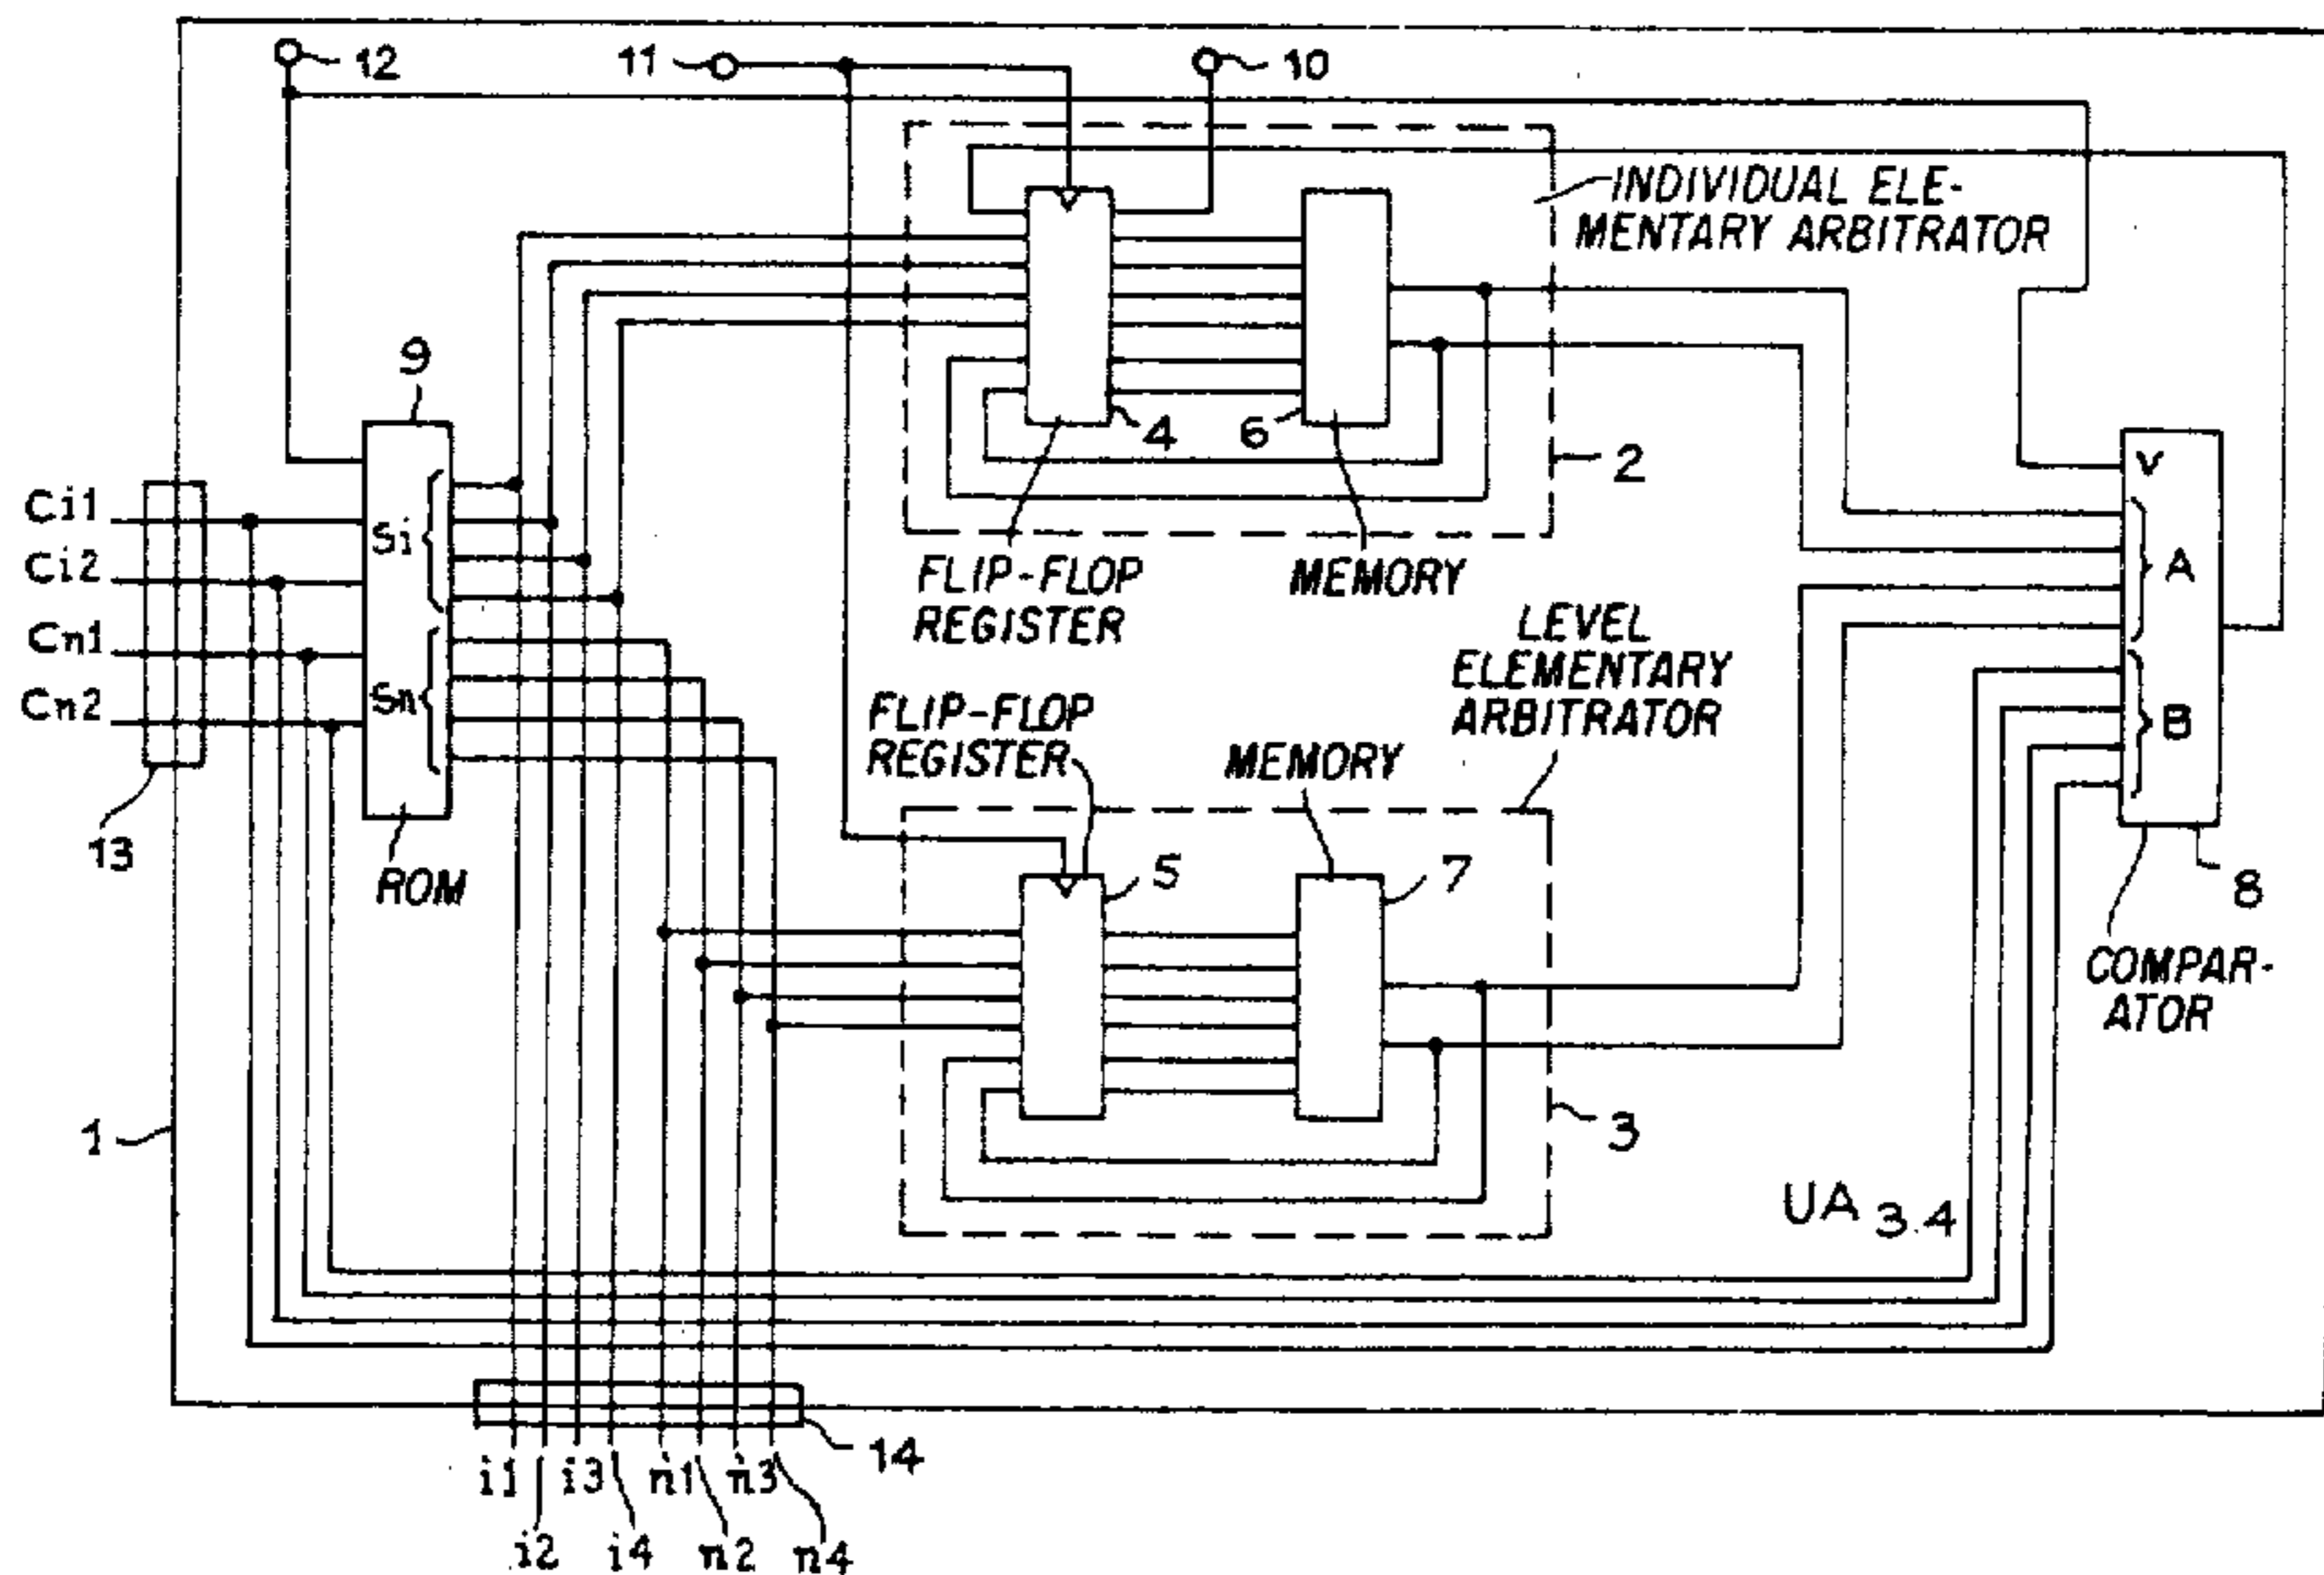 12
11
10
INDIVIDUAL ELE-
MENTARY ARBITRATOR
9
4
6
2
Ci1
Ci2
Cn1
Cn2
Si
Sn
V
A
B
FLIP-FLOP
REGISTER
MEMORY
LEVEL
ELEMENTARY
ARBITRATOR
FLIP-FLOP
REGISTER
MEMORY
13
ROM
5
7
8
COMPAR-
ATOR
1
3
UA 3.4
14
i1
i3
n1
n3
i2
i4
n2
n4